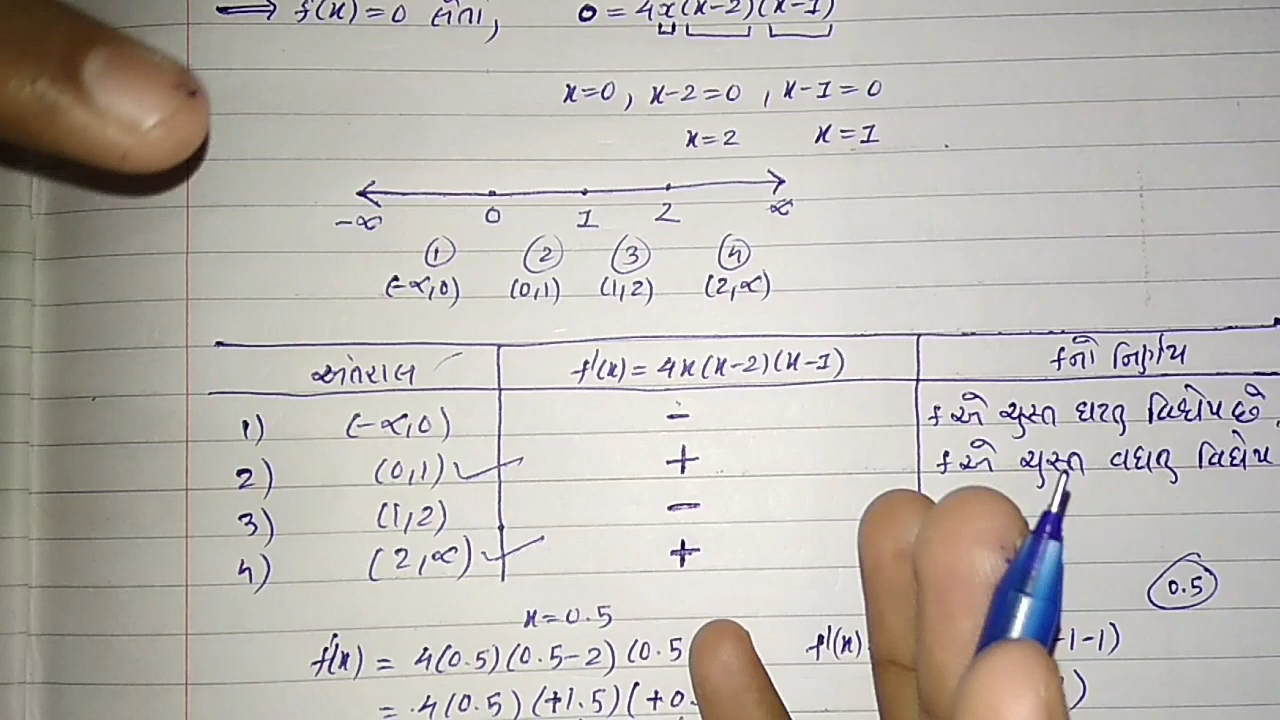 ⟹ f'(x) = 0 લેતાં, 0 = 4x(x-2)(x-1)
x=0, x-2=0, x-1=0
x=2 x=1
-∞ 0 1 2 ∞
① ② ③ ④
(-∞,0) (0,1) (1,2) (2,∞)
અંતરાલ f'(x) = 4x(x-2)(x-1) f નો નિર્ણય
1) (-∞,0) - f એ ચુસ્ત ઘટતુ વિધેય છે.
2) (0,1) ✓ + f એ ચુસ્ત વધતુ વિધેય
3) (1,2) -
4) (2,∞) ✓ +
0.5
x=0.5
f'(x) = 4(0.5)(0.5-2)(0.5 f'(x) -1-1)
= 4(0.5)(+1.5)(+0. )